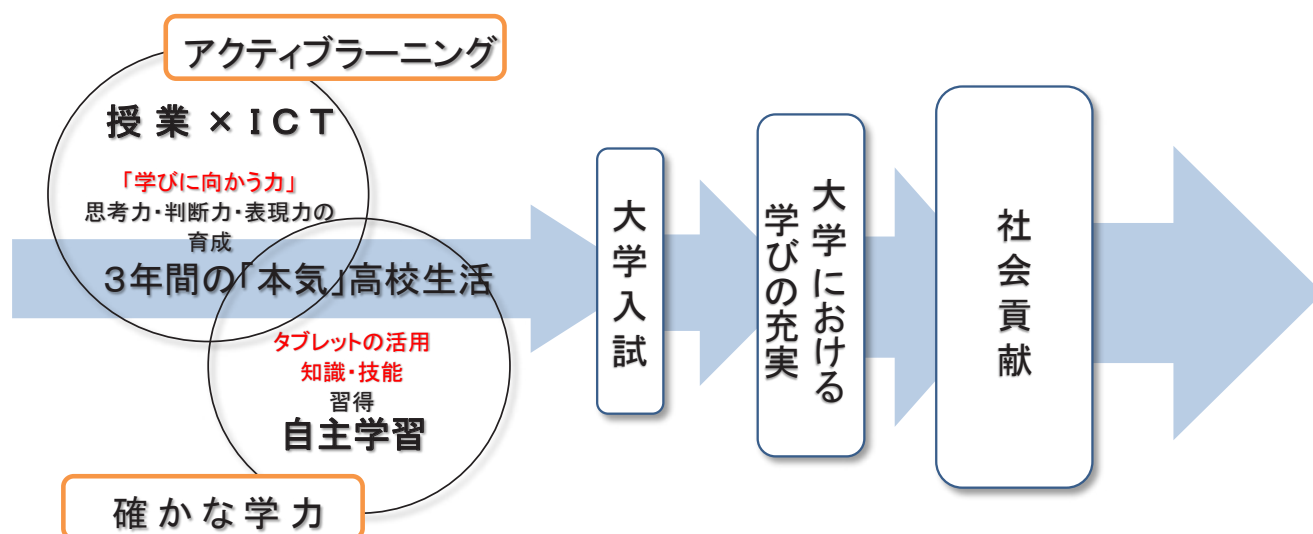 アクティブラーニング
授業×ICT
「学びに向かう力」
思考力・判断力・表現力の
育成
3年間の「本気」高校生活
タブレットの活用
知識・技能
習得
自主学習
確かな学力
大学入試
大学における
学びの充実
社会貢献